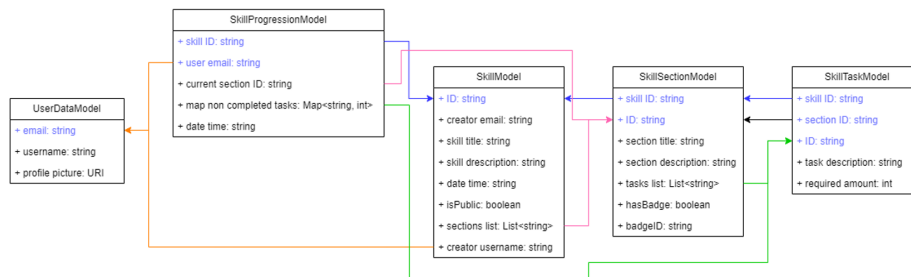 SkillProgressionModel
+ skill ID: string
+ user email: string
+ current section ID: string
+ map non completed tasks: Map<string, int>
+ date time: string
UserDataModel
+ email: string
+ username: string
+ profile picture: URI
SkillModel
+ ID: string
+ creator email: string
+ skill title: string
+ skill drescription: string
+ date time: string
+ isPublic: boolean
+ sections list: List<string>
+ creator username: string
SkillSectionModel
+ skill ID: string
+ ID: string
+ section title: string
+ section description: string
+ tasks list: List<string>
+ hasBadge: boolean
+ badgeID: string
SkillTaskModel
+ skill ID: string
+ section ID: string
+ ID: string
+ task description: string
+ required amount: int